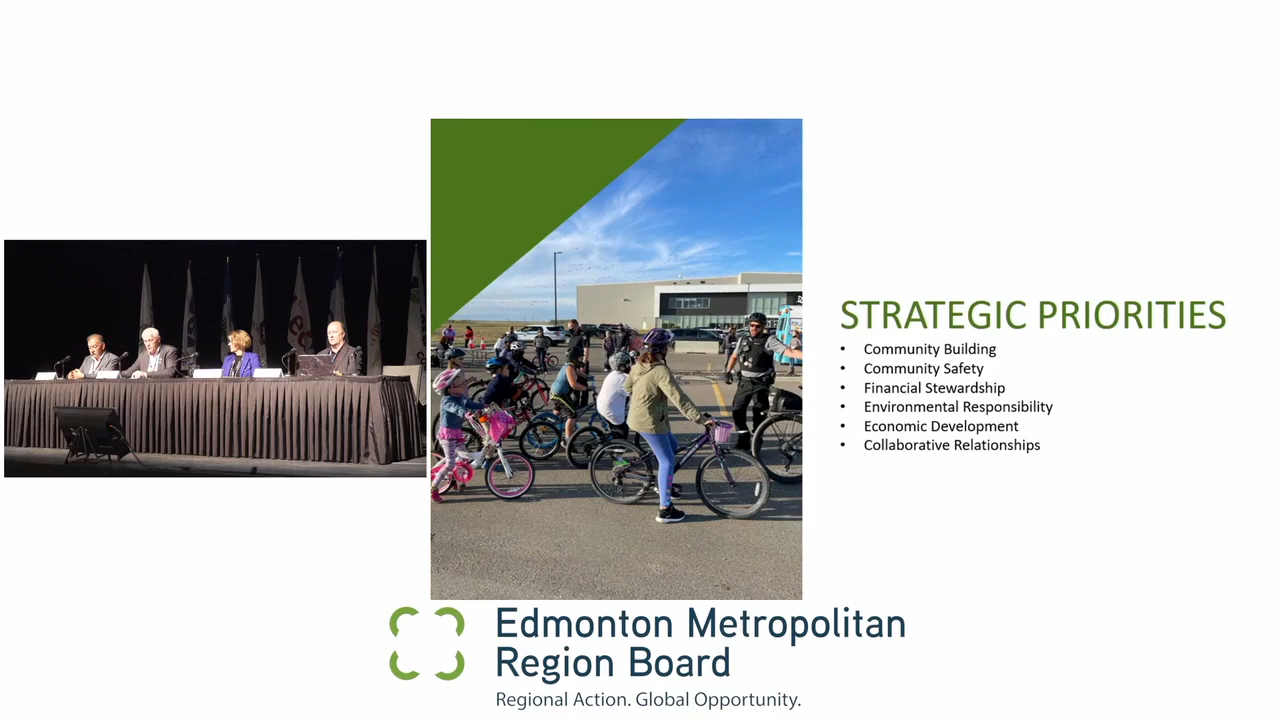 STRATEGIC PRIORITIES
• Community Building
• Community Safety
• Financial Stewardship
• Environmental Responsibility
• Economic Development
• Collaborative Relationships
Edmonton Metropolitan
Region Board
Regional Action. Global Opportunity.